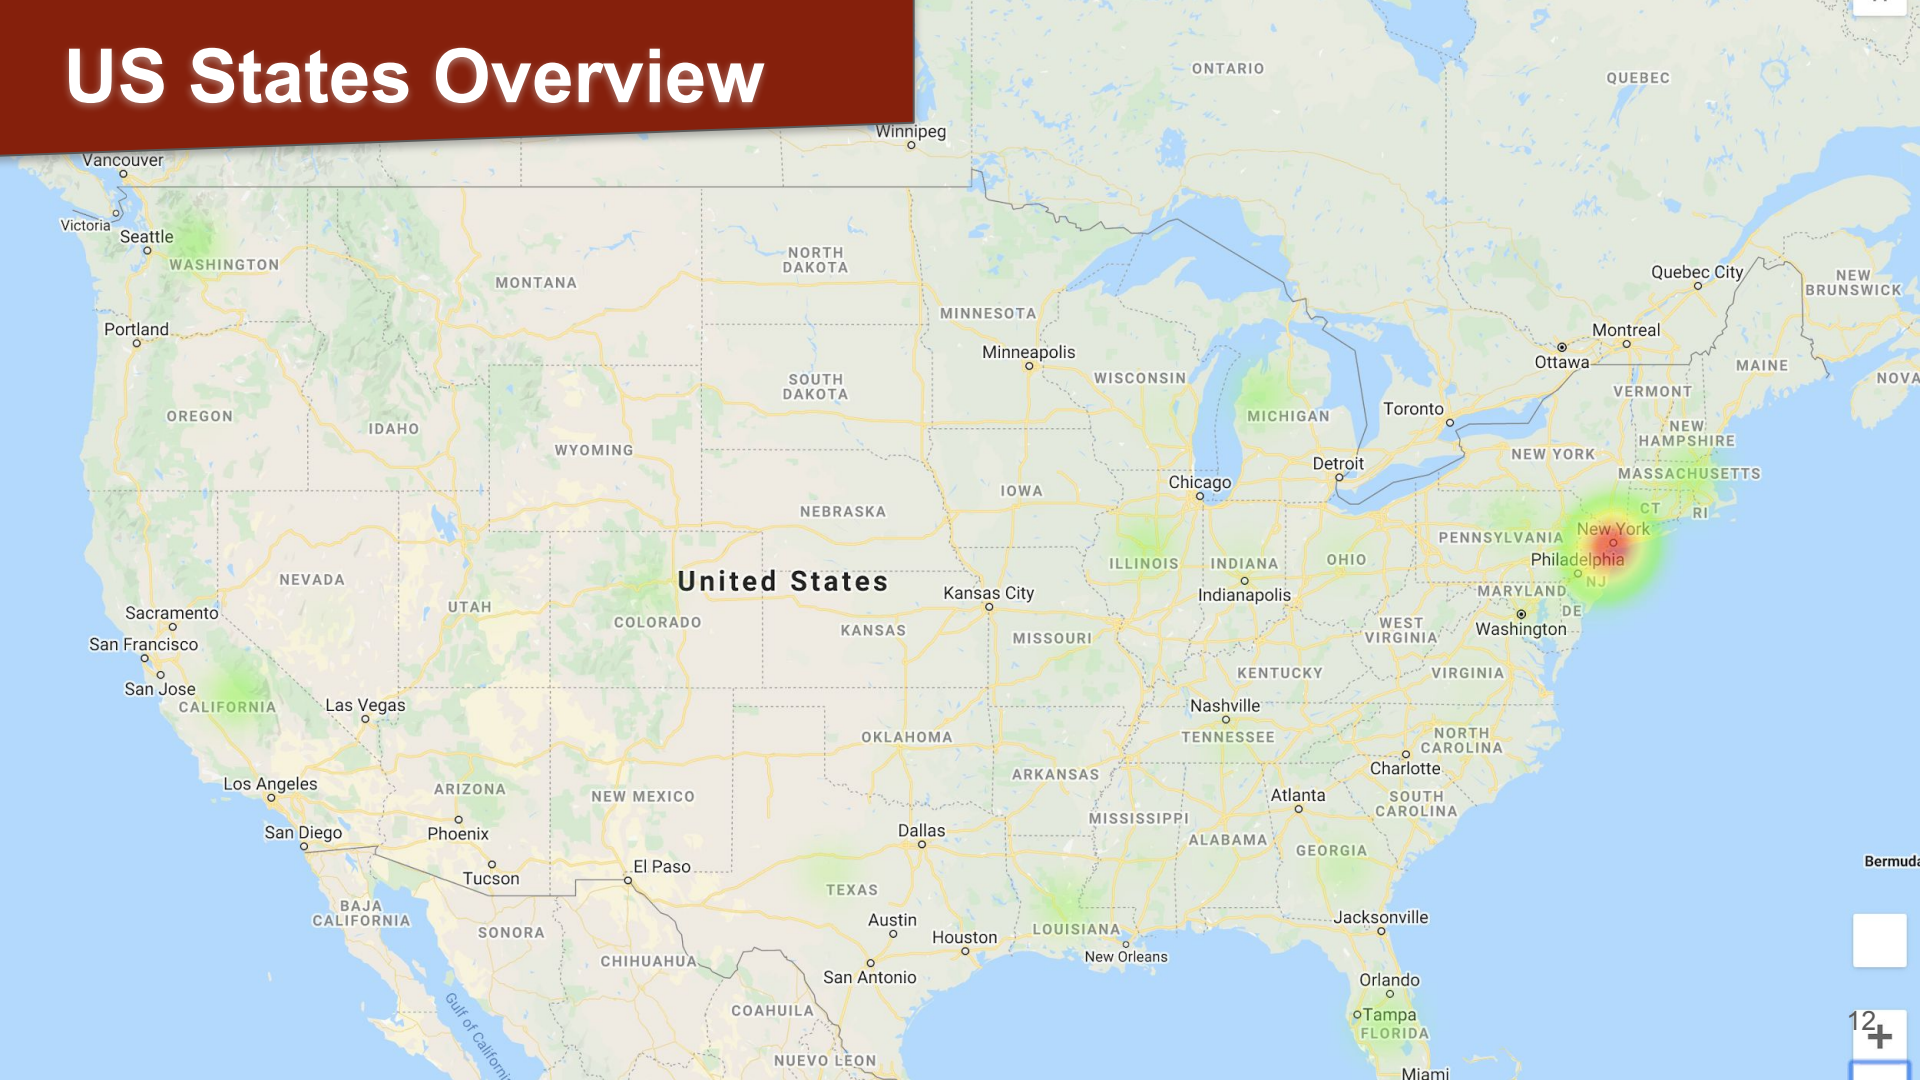 US States Overview
ONTARIO
QUEBEC
Winnipeg
Vancouver
Victoria
Seattle
WASHINGTON
NORTH
DAKOTA
MONTANA
Quebec City
NEW
BRUNSWICK
MINNESOTA
Portland
Montreal
Minneapolis
Ottawa
MAINE
WISCONSIN
NOVA
SOUTH
DAKOTA
VERMONT
Toronto
OREGON
MICHIGAN
IDAHO
NEW
HAMPSHIRE
WYOMING
NEW YORK
Detroit
MASSACHUSETTS
Chicago
IOWA
NEBRASKA
CT
RI
New York
PENNSYLVANIA
Philadelphia
ILLINOIS
INDIANA
OHIO
NEVADA
United States
NJ
Kansas City
Indianapolis
MARYLAND
UTAH
DE
Sacramento
COLORADO
KANSAS
MISSOURI
WEST
VIRGINIA
Washington
San Francisco
KENTUCKY
VIRGINIA
San Jose
CALIFORNIA
Las Vegas
Nashville
OKLAHOMA
TENNESSEE
NORTH
CAROLINA
Charlotte
ARKANSAS
Los Angeles
ARIZONA
NEW MEXICO
Atlanta
SOUTH
CAROLINA
MISSISSIPPI
San Diego
Phoenix
Dallas
ALABAMA
GEORGIA
Bermuda
El Paso
Tucson
TEXAS
BAJA
CALIFORNIA
Austin
Jacksonville
SONORA
Houston
LOUISIANA
New Orleans
CHIHUAHUA
San Antonio
Orlando
Gulf of California
COAHUILA
Tampa
FLORIDA
12
NUEVO LEON
Miami